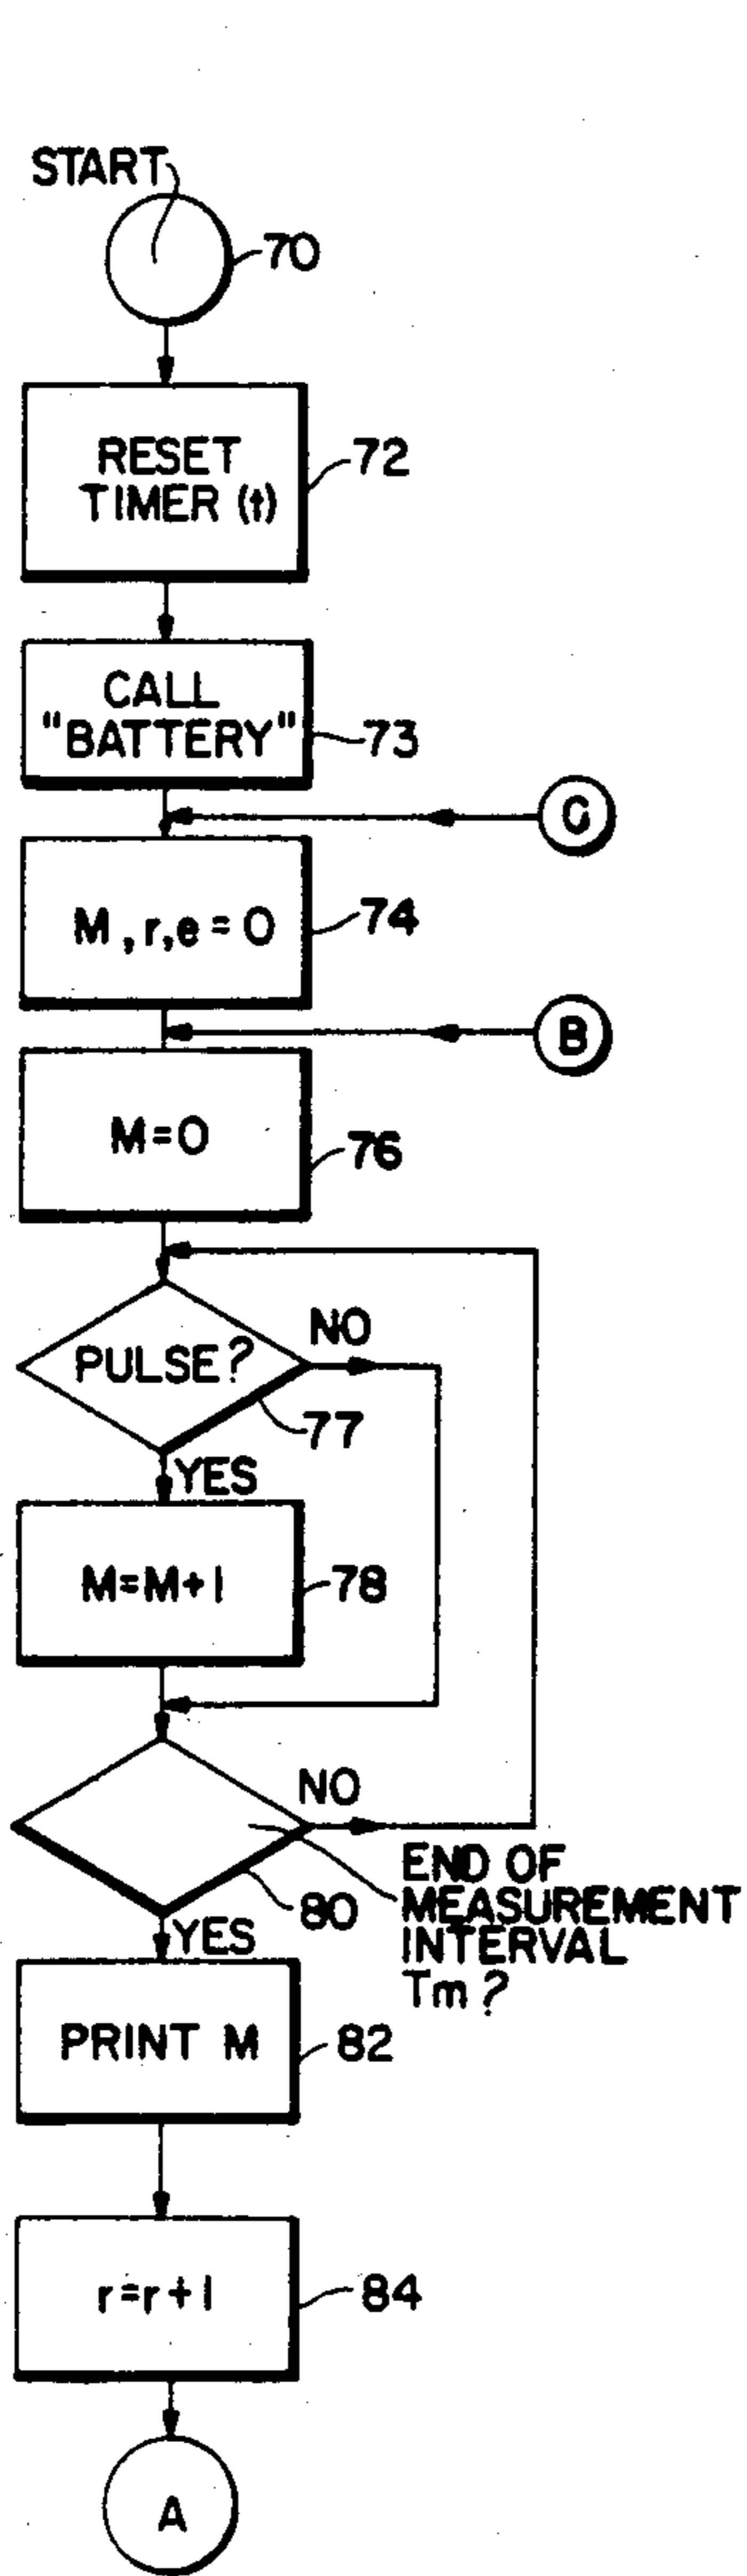 START
70
RESET
TIMER (t)
72
CALL
"BATTERY"
73
C
M, r, e = 0
74
B
M=0
76
PULSE?
NO
77
YES
M=M+1
78
NO
80
END OF
MEASUREMENT
INTERVAL
Tm?
YES
PRINT M
82
r=r+1
84
A